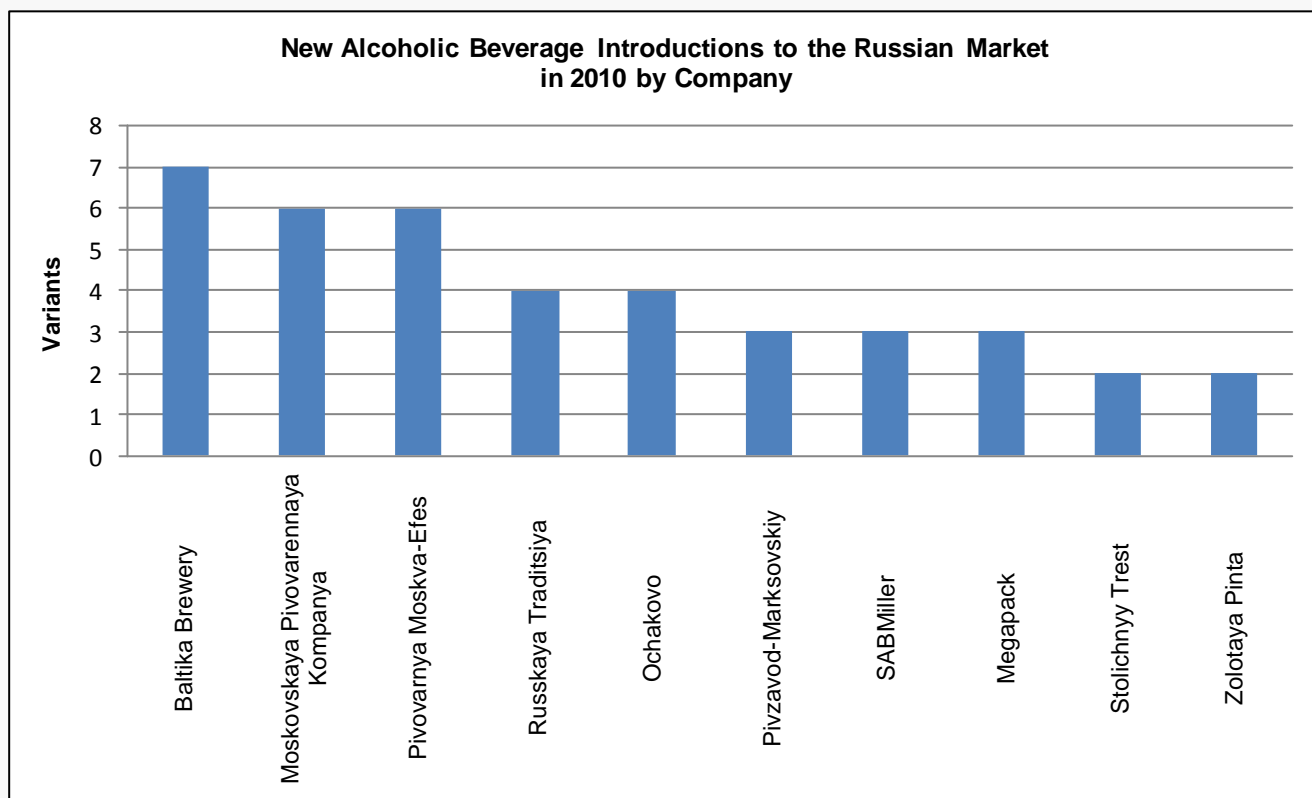 New Alcoholic Beverage Introductions to the Russian Market
in 2010 by Company
Variants
8
7
6
5
4
3
2
1
0
Baltika Brewery
Moskovskaya Pivovarennaya
Kompanya
Pivovarnya Moskva-Efes
Russkaya Traditsiya
Ochakovo
Pivzavod-Marksovskiy
SABMiller
Megapack
Stolichnyy Trest
Zolotaya Pinta